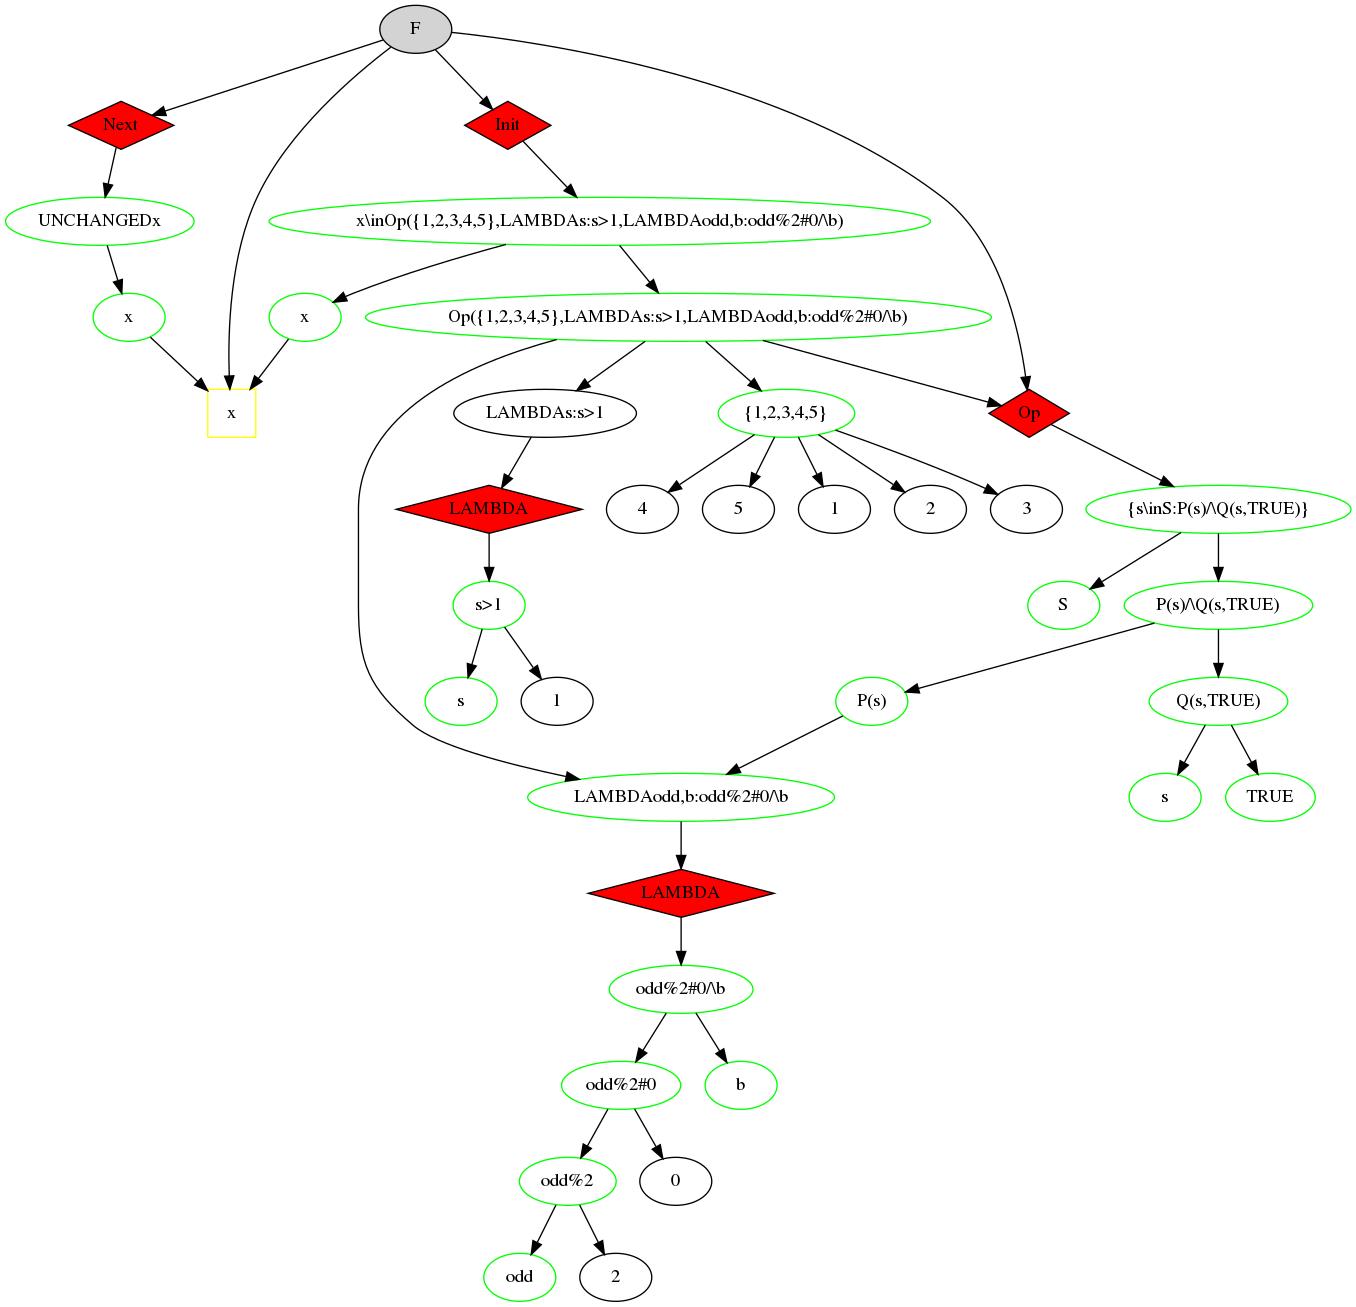 F
Next
Init
UNCHANGEDx
x\inOp({1,2,3,4,5},LAMBDAs:s>1,LAMBDAodd,b:odd%2#0/\b)
x
x
Op({1,2,3,4,5},LAMBDAs:s>1,LAMBDAodd,b:odd%2#0/\b)
x
LAMBDAs:s>1
{1,2,3,4,5}
Op
LAMBDA
4
5
1
2
3
{s\inS:P(s)/\Q(s,TRUE)}
s>1
S
P(s)/\Q(s,TRUE)
s
1
P(s)
Q(s,TRUE)
LAMBDAodd,b:odd%2#0/\b
s
TRUE
LAMBDA
odd%2#0/\b
odd%2#0
b
odd%2
0
odd
2